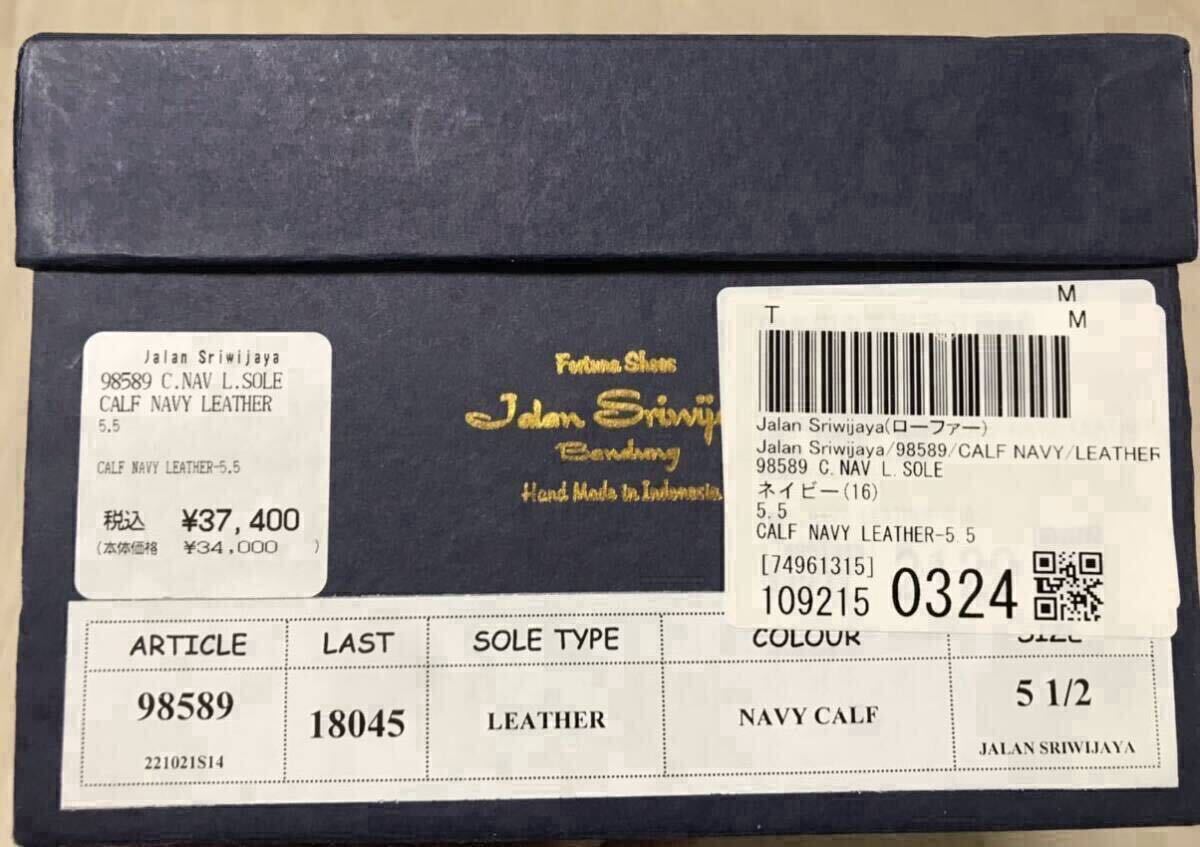 Jalan Sriwijaya
98589 C.NAV L.SOLE
CALF NAVY LEATHER
5.5
CALF NAVY LEATHER-5.5
税込 ¥37,400
(本体価格 ¥34,000 )
Fortuna Shoes
Jalan Sriwija
Bandung
Hand Made in Indonesia
M
T M
Jalan Sriwijaya(ローファー)
Jalan Sriwijaya/98589/CALF NAVY/LEATHER
98589 C.NAV L.SOLE
ネイビー(16)
5.5
CALF NAVY LEATHER-5.5
[74961315]
109215 0324
ARTICLE LAST SOLE TYPE COLOUR SIZE
98589 18045 LEATHER NAVY CALF 5 1/2
221021S14 JALAN SRIWIJAYA